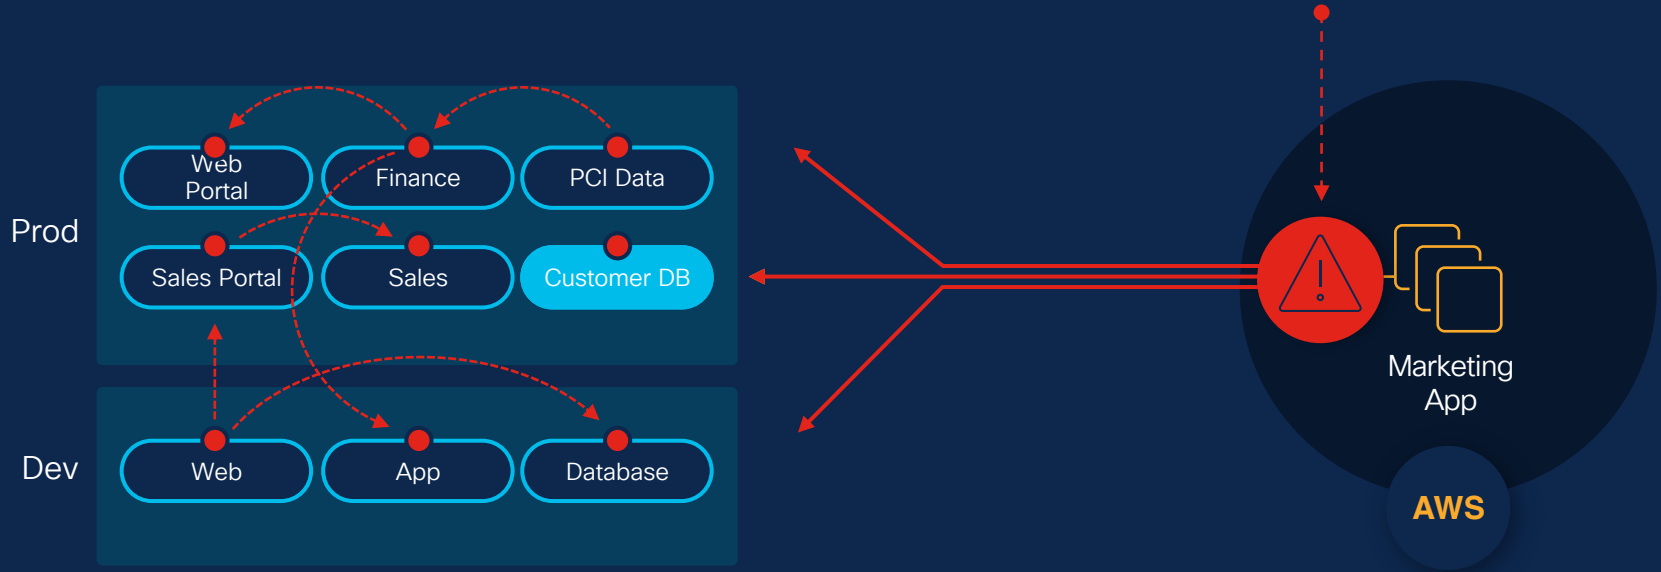 Prod
Web
Portal
Finance
PCI Data
Sales Portal
Sales
Customer DB
Dev
Web
App
Database
Marketing
App
AWS